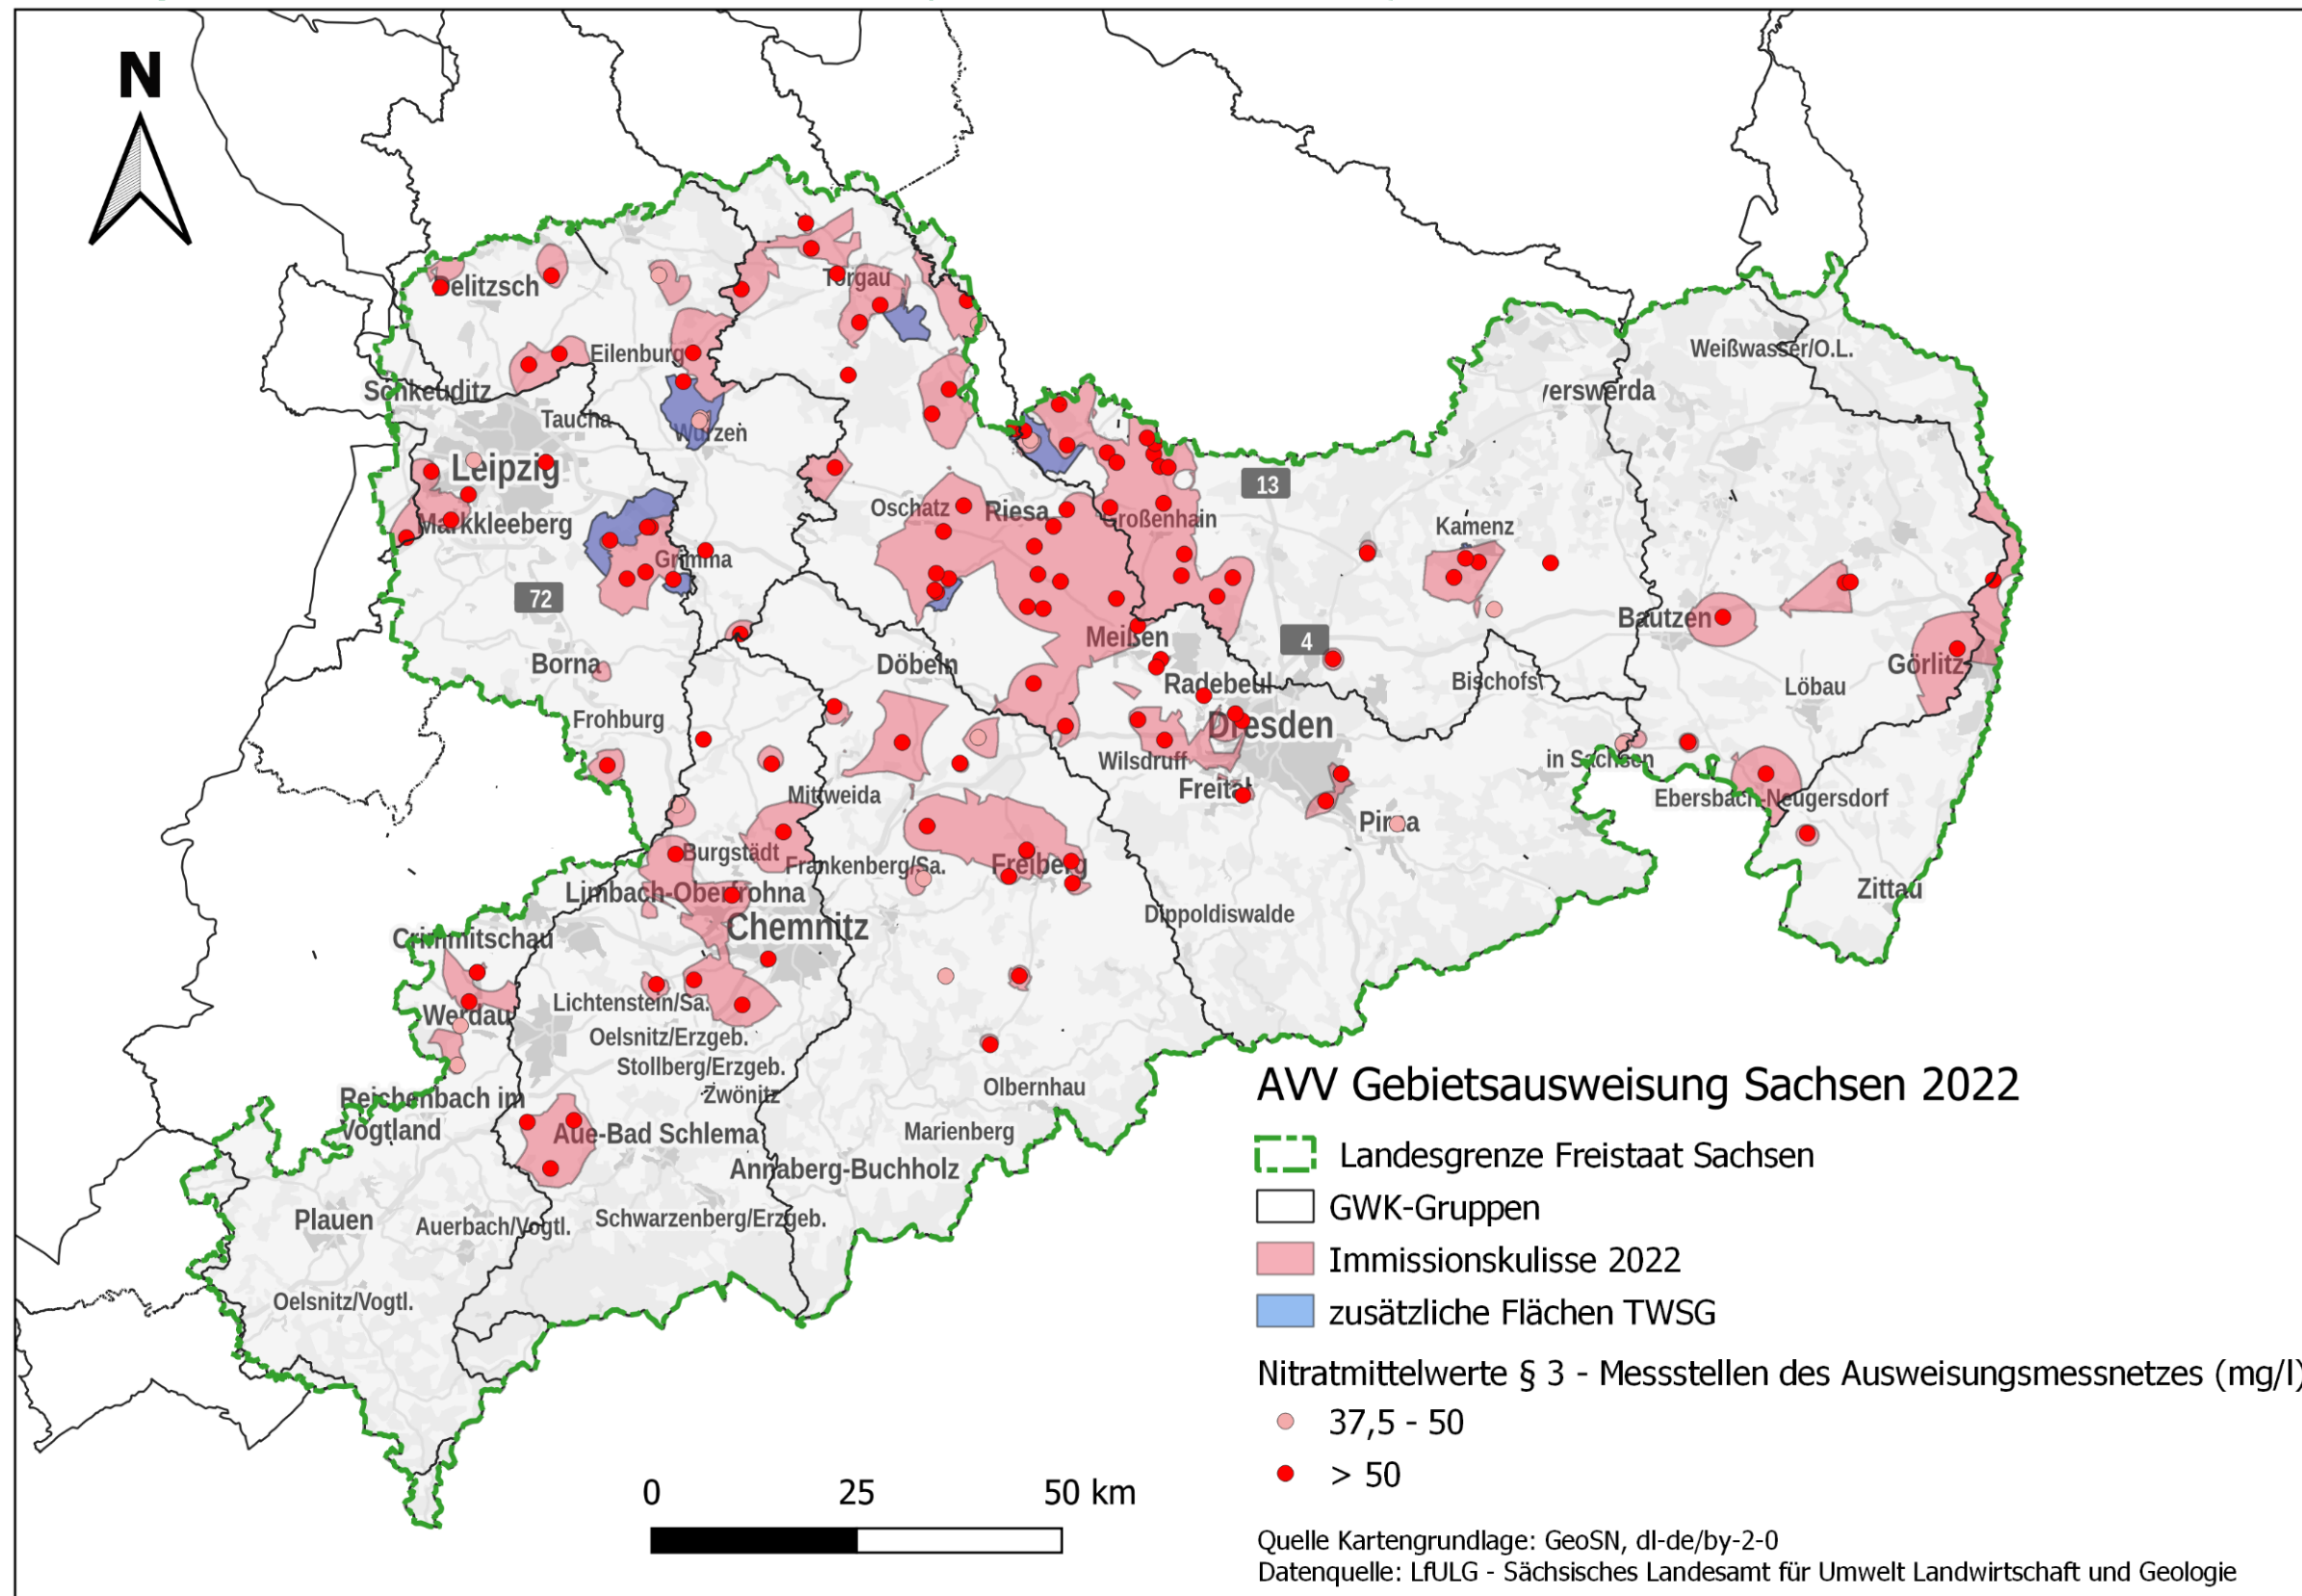 N
Torgau
Delitzsch
Eilenburg
Weißwasser/O.L.
Schkeuditz
verswerda
Taucha
Wurzen
Leipzig
13
Oschatz
Riesa
Großenhain
Markkleeberg
Kamenz
Grimma
72
Bautzen
Meißen
4
Borna
Döbeln
Görlitz
Radebeul
Bischofs
Löbau
Frohburg
Dresden
Wilsdruff
in Sachsen
Mittweida
Freital
Ebersbach-Neugersdorf
Pirna
Burgstädt
Frankenberg/Sa.
Freiberg
Limbach-Oberfrohna
Zittau
Chemnitz
Dippoldiswalde
Crimmitschau
Lichtenstein/Sa.
Werdau
Oelsnitz/Erzgeb.
Stollberg/Erzgeb.
Zwönitz
Olbernhau
Reichenbach im
Vogtland
Aue-Bad Schlema
Marienberg
Annaberg-Buchholz
Plauen
Auerbach/Vogtl.
Schwarzenberg/Erzgeb.
Oelsnitz/Vogtl.
AVV Gebietsausweisung Sachsen 2022
Landesgrenze Freistaat Sachsen
GWK-Gruppen
Immissionskulisse 2022
zusätzliche Flächen TWSG
Nitratmittelwerte § 3 - Messstellen des Ausweisungsmessnetzes (mg/l)
37,5 - 50
> 50
0 25 50 km
Quelle Kartengrundlage: GeoSN, dl-de/by-2-0
Datenquelle: LfULG - Sächsisches Landesamt für Umwelt Landwirtschaft und Geologie